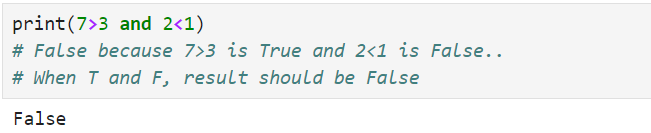 print(7>3 and 2<1)
# False because 7>3 is True and 2<1 is False..
# When T and F, result should be False
False